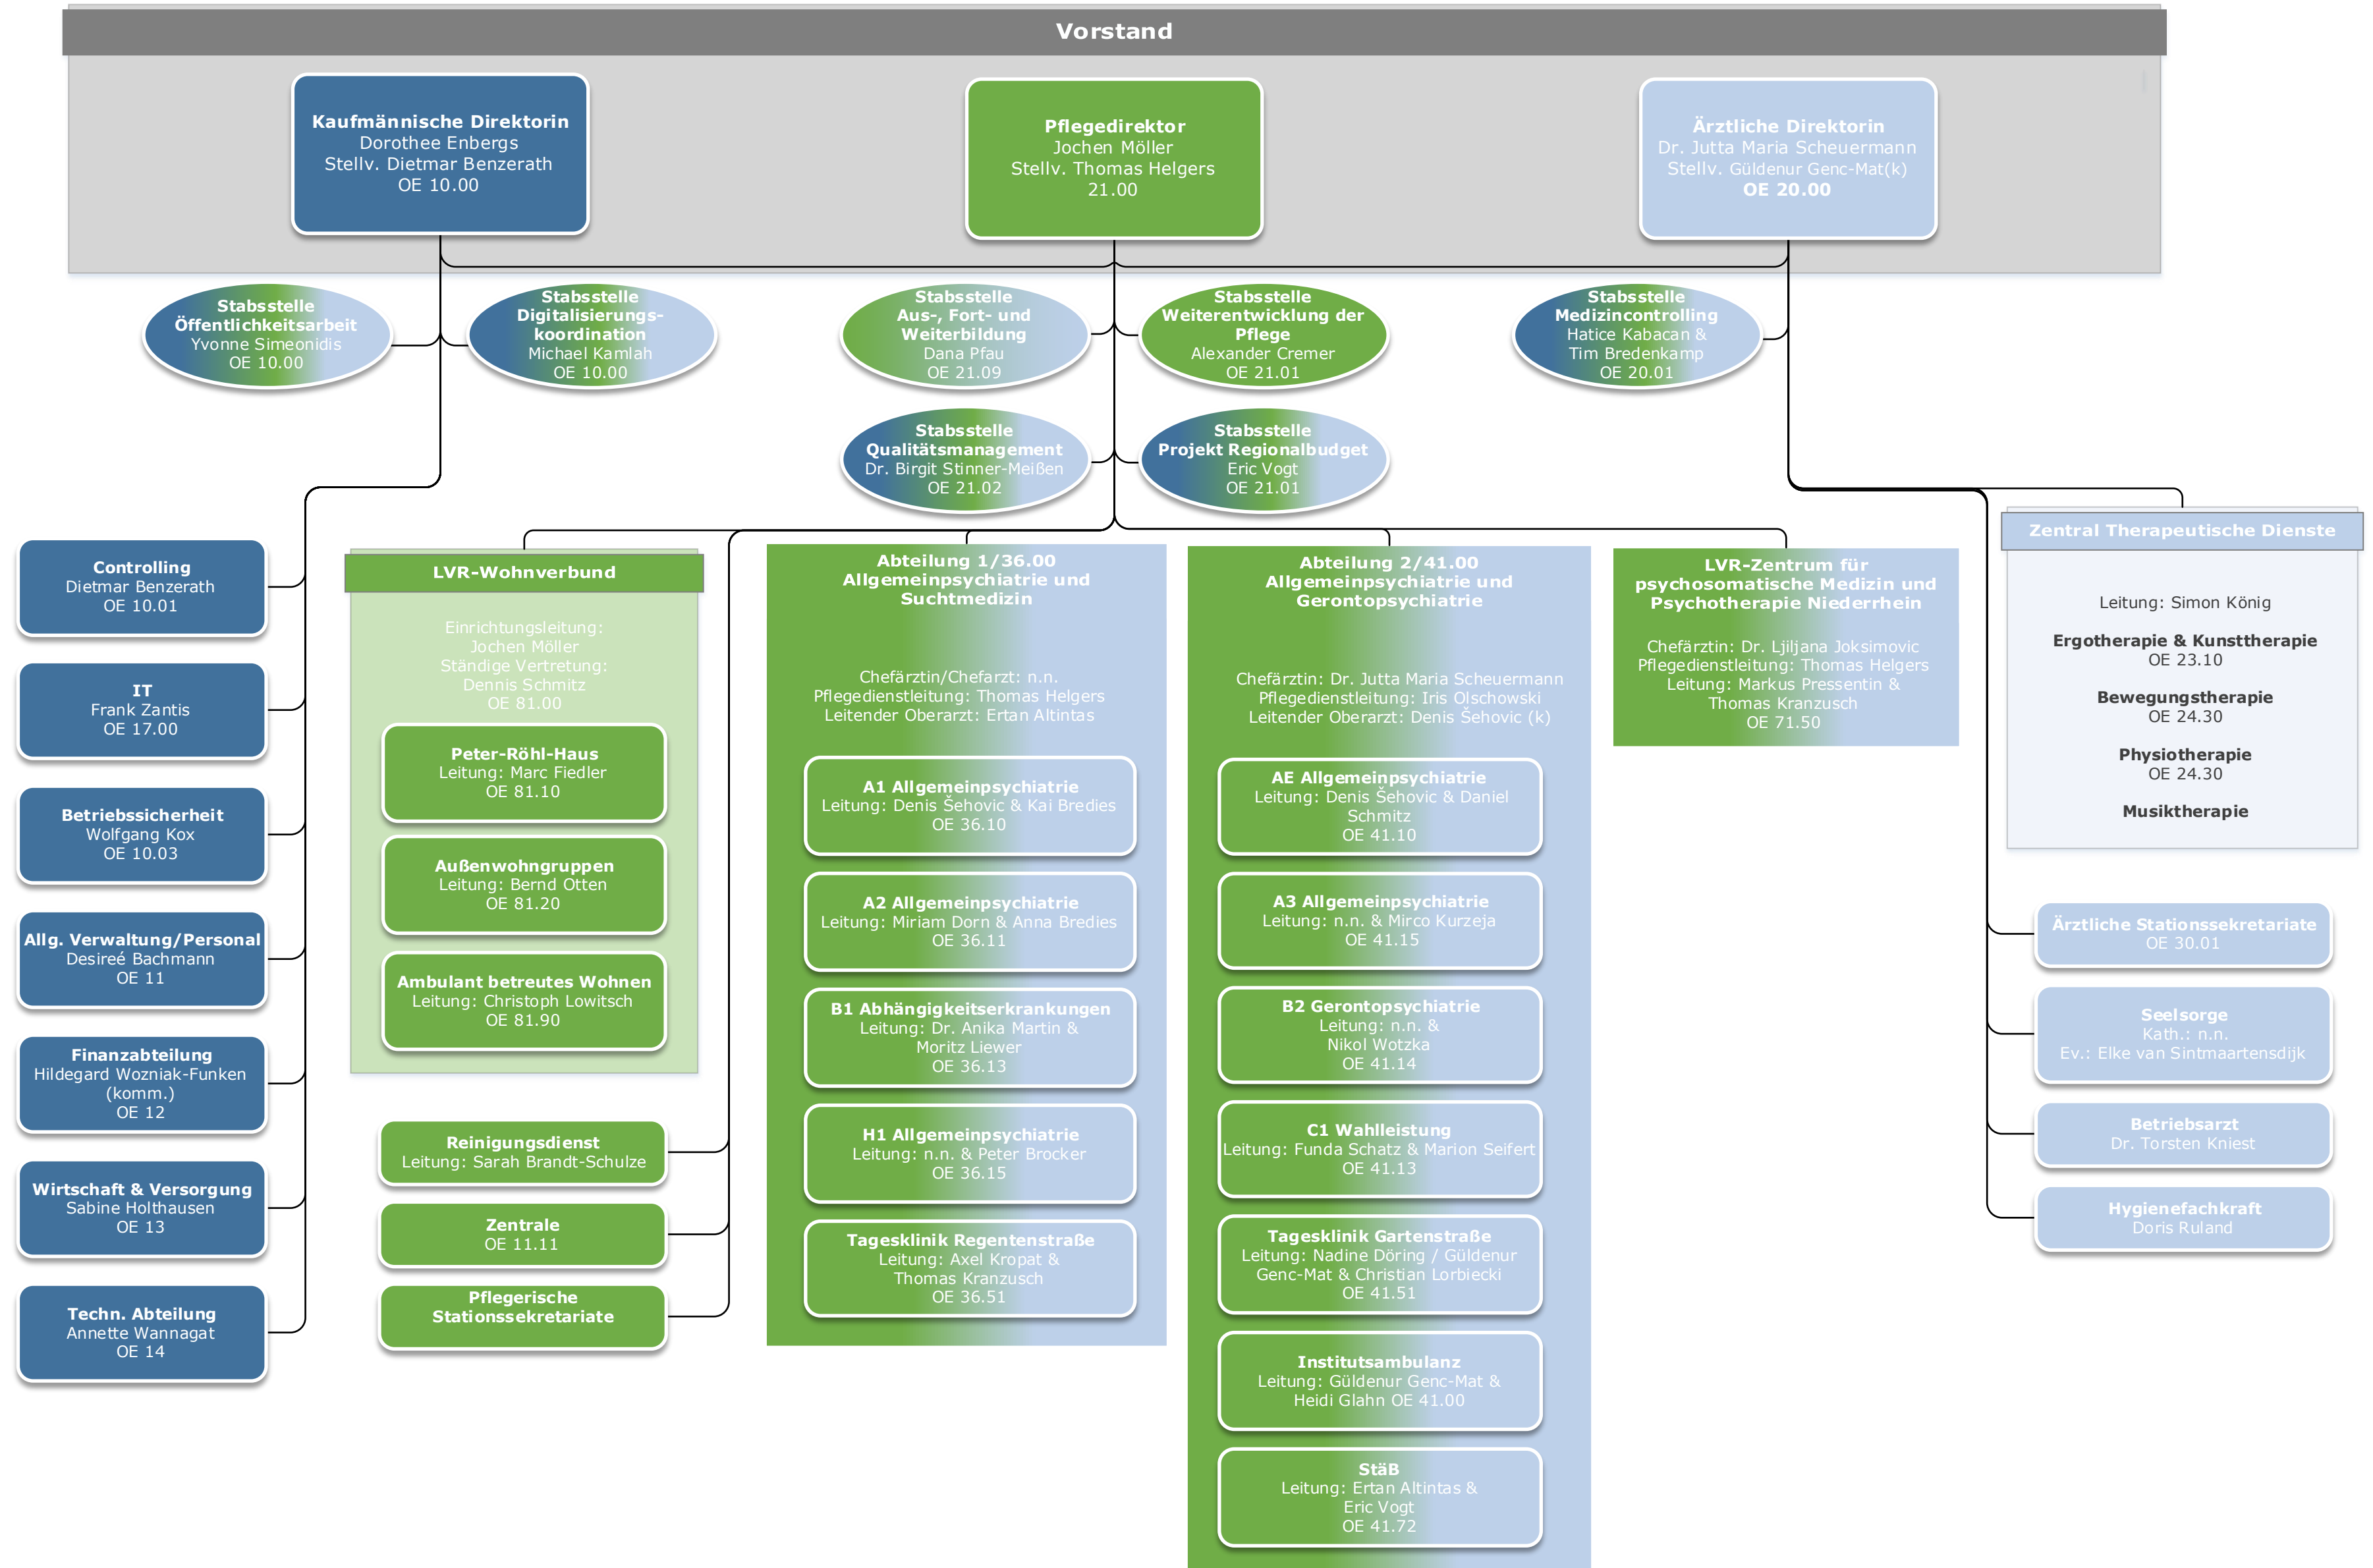 Vorstand
Kaufmännische Direktorin
Dorothee Enbergs
Stellv. Dietmar Benzerath
OE 10.00
Pflegedirektor
Jochen Möller
Stellv. Thomas Helgers
21.00
Ärztliche Direktorin
Dr. Jutta Maria Scheuermann
Stellv. Güldenur Genc-Mat(k)
OE 20.00
Stabsstelle
Öffentlichkeitsarbeit
Yvonne Simeonidis
OE 10.00
Stabsstelle
Digitalisierungs-
koordination
Michael Kamlah
OE 10.00
Stabsstelle
Aus-, Fort- und
Weiterbildung
Dana Pfau
OE 21.09
Stabsstelle
Weiterentwicklung der
Pflege
Alexander Cremer
OE 21.01
Stabsstelle
Medizincontrolling
Hatice Kabacan &
Tim Bredenkamp
OE 20.01
Stabsstelle
Qualitätsmanagement
Dr. Birgit Stinner-Meißen
OE 21.02
Stabsstelle
Projekt Regionalbudget
Eric Vogt
OE 21.01
Controlling
Dietmar Benzerath
OE 10.01
IT
Frank Zantis
OE 17.00
Betriebssicherheit
Wolfgang Kox
OE 10.03
Allg. Verwaltung/Personal
Desireé Bachmann
OE 11
Finanzabteilung
Hildegard Wozniak-Funken
(komm.)
OE 12
Wirtschaft & Versorgung
Sabine Holthausen
OE 13
Techn. Abteilung
Annette Wannagat
OE 14
LVR-Wohnverbund
Einrichtungsleitung:
Jochen Möller
Ständige Vertretung:
Dennis Schmitz
OE 81.00
Peter-Röhl-Haus
Leitung: Marc Fiedler
OE 81.10
Außenwohngruppen
Leitung: Bernd Otten
OE 81.20
Ambulant betreutes Wohnen
Leitung: Christoph Lowitsch
OE 81.90
Reinigungsdienst
Leitung: Sarah Brandt-Schulze
Zentrale
OE 11.11
Pflegerische
Stationssekretariate
Abteilung 1/36.00
Allgemeinpsychiatrie und
Suchtmedizin
Chefärztin/Chefarzt: n.n.
Pflegedienstleitung: Thomas Helgers
Leitender Oberarzt: Ertan Altintas
A1 Allgemeinpsychiatrie
Leitung: Denis Šehovic & Kai Bredies
OE 36.10
A2 Allgemeinpsychiatrie
Leitung: Miriam Dorn & Anna Bredies
OE 36.11
B1 Abhängigkeitserkrankungen
Leitung: Dr. Anika Martin &
Moritz Liewer
OE 36.13
H1 Allgemeinpsychiatrie
Leitung: n.n. & Peter Brocker
OE 36.15
Tagesklinik Regentenstraße
Leitung: Axel Kropat &
Thomas Kranzusch
OE 36.51
Abteilung 2/41.00
Allgemeinpsychiatrie und
Gerontopsychiatrie
Chefärztin: Dr. Jutta Maria Scheuermann
Pflegedienstleitung: Iris Olschowski
Leitender Oberarzt: Denis Šehovic (k)
AE Allgemeinpsychiatrie
Leitung: Denis Šehovic & Daniel
Schmitz
OE 41.10
A3 Allgemeinpsychiatrie
Leitung: n.n. & Mirco Kurzeja
OE 41.15
B2 Gerontopsychiatrie
Leitung: n.n. &
Nikol Wotzka
OE 41.14
C1 Wahlleistung
Leitung: Funda Schatz & Marion Seifert
OE 41.13
Tagesklinik Gartenstraße
Leitung: Nadine Döring / Güldenur
Genc-Mat & Christian Lorbiecki
OE 41.51
Institutsambulanz
Leitung: Güldenur Genc-Mat &
Heidi Glahn OE 41.00
StäB
Leitung: Ertan Altintas &
Eric Vogt
OE 41.72
LVR-Zentrum für
psychosomatische Medizin und
Psychotherapie Niederrhein
Chefärztin: Dr. Ljiljana Joksimovic
Pflegedienstleitung: Thomas Helgers
Leitung: Markus Pressentin &
Thomas Kranzusch
OE 71.50
Zentral Therapeutische Dienste
Leitung: Simon König
Ergotherapie & Kunsttherapie
OE 23.10
Bewegungstherapie
OE 24.30
Physiotherapie
OE 24.30
Musiktherapie
Ärztliche Stationssekretariate
OE 30.01
Seelsorge
Kath.: n.n.
Ev.: Elke van Sintmaartensdijk
Betriebsarzt
Dr. Torsten Kniest
Hygienefachkraft
Doris Ruland